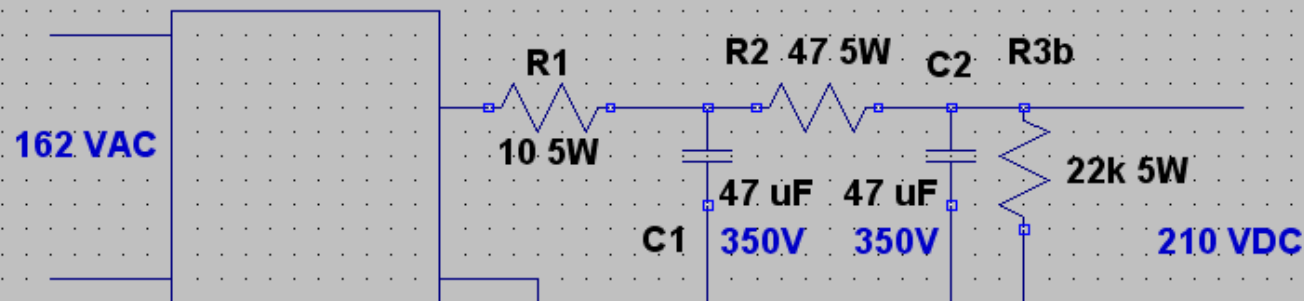 R1
R2 47 5W
C2
R3b
162 VAC
10 5W
22k 5W
47 uF
47 uF
C1
350V
350V
210 VDC